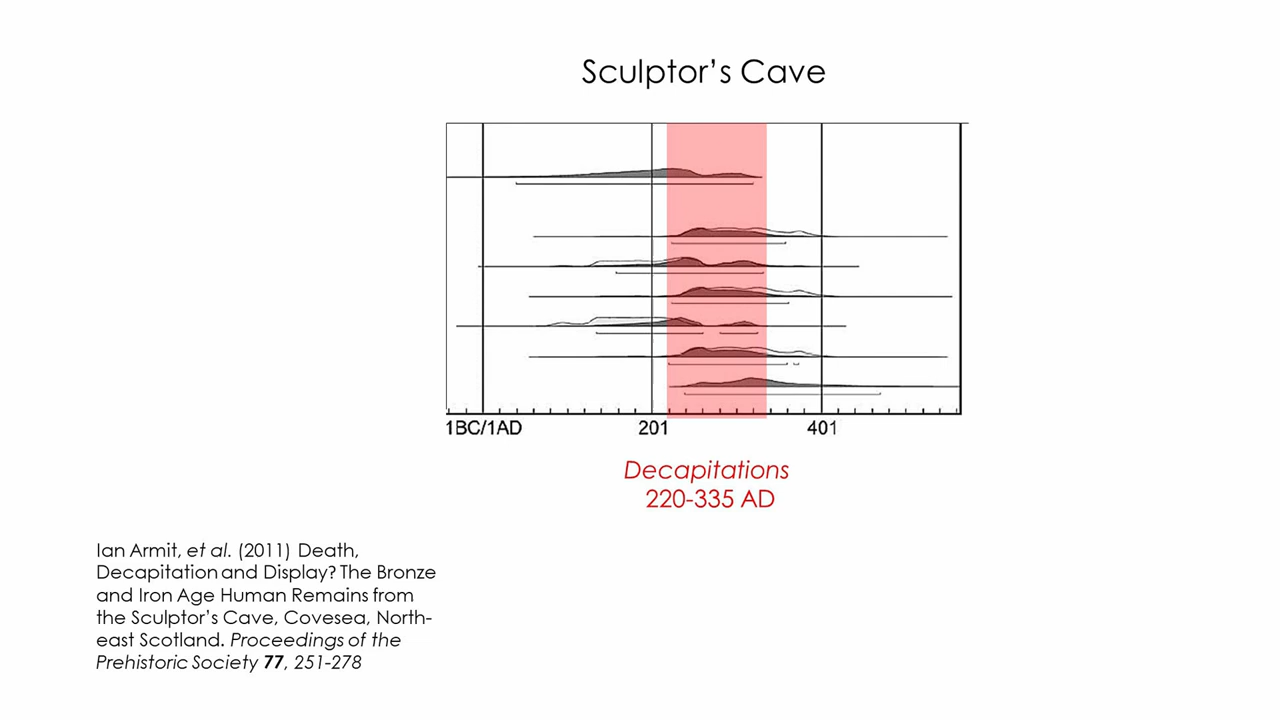 Sculptor's Cave
1BC/1AD 201 401
Decapitations
220-335 AD
Ian Armit, et al. (2011) Death,
Decapitation and Display? The Bronze
and Iron Age Human Remains from
the Sculptor's Cave, Covesea, North-
east Scotland. Proceedings of the
Prehistoric Society 77, 251-278